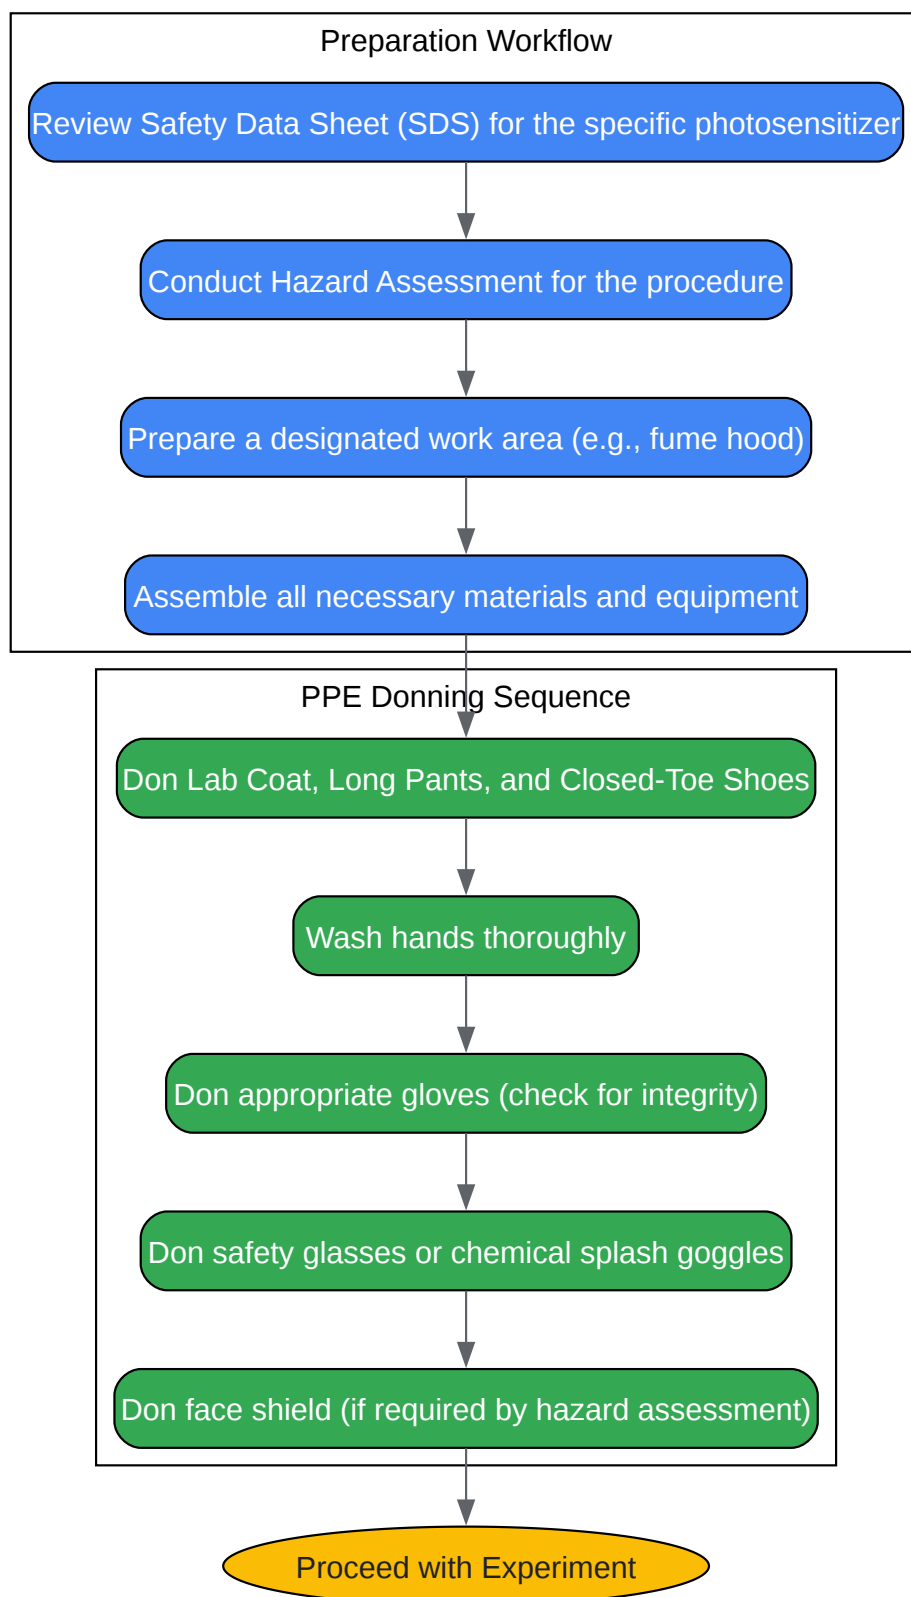 Preparation Workflow
Review Safety Data Sheet (SDS) for the specific photosensitizer
Conduct Hazard Assessment for the procedure
Prepare a designated work area (e.g., fume hood)
Assemble all necessary materials and equipment
PPE Donning Sequence
Don Lab Coat, Long Pants, and Closed-Toe Shoes
Wash hands thoroughly
Don appropriate gloves (check for integrity)
Don safety glasses or chemical splash goggles
Don face shield (if required by hazard assessment)
Proceed with Experiment